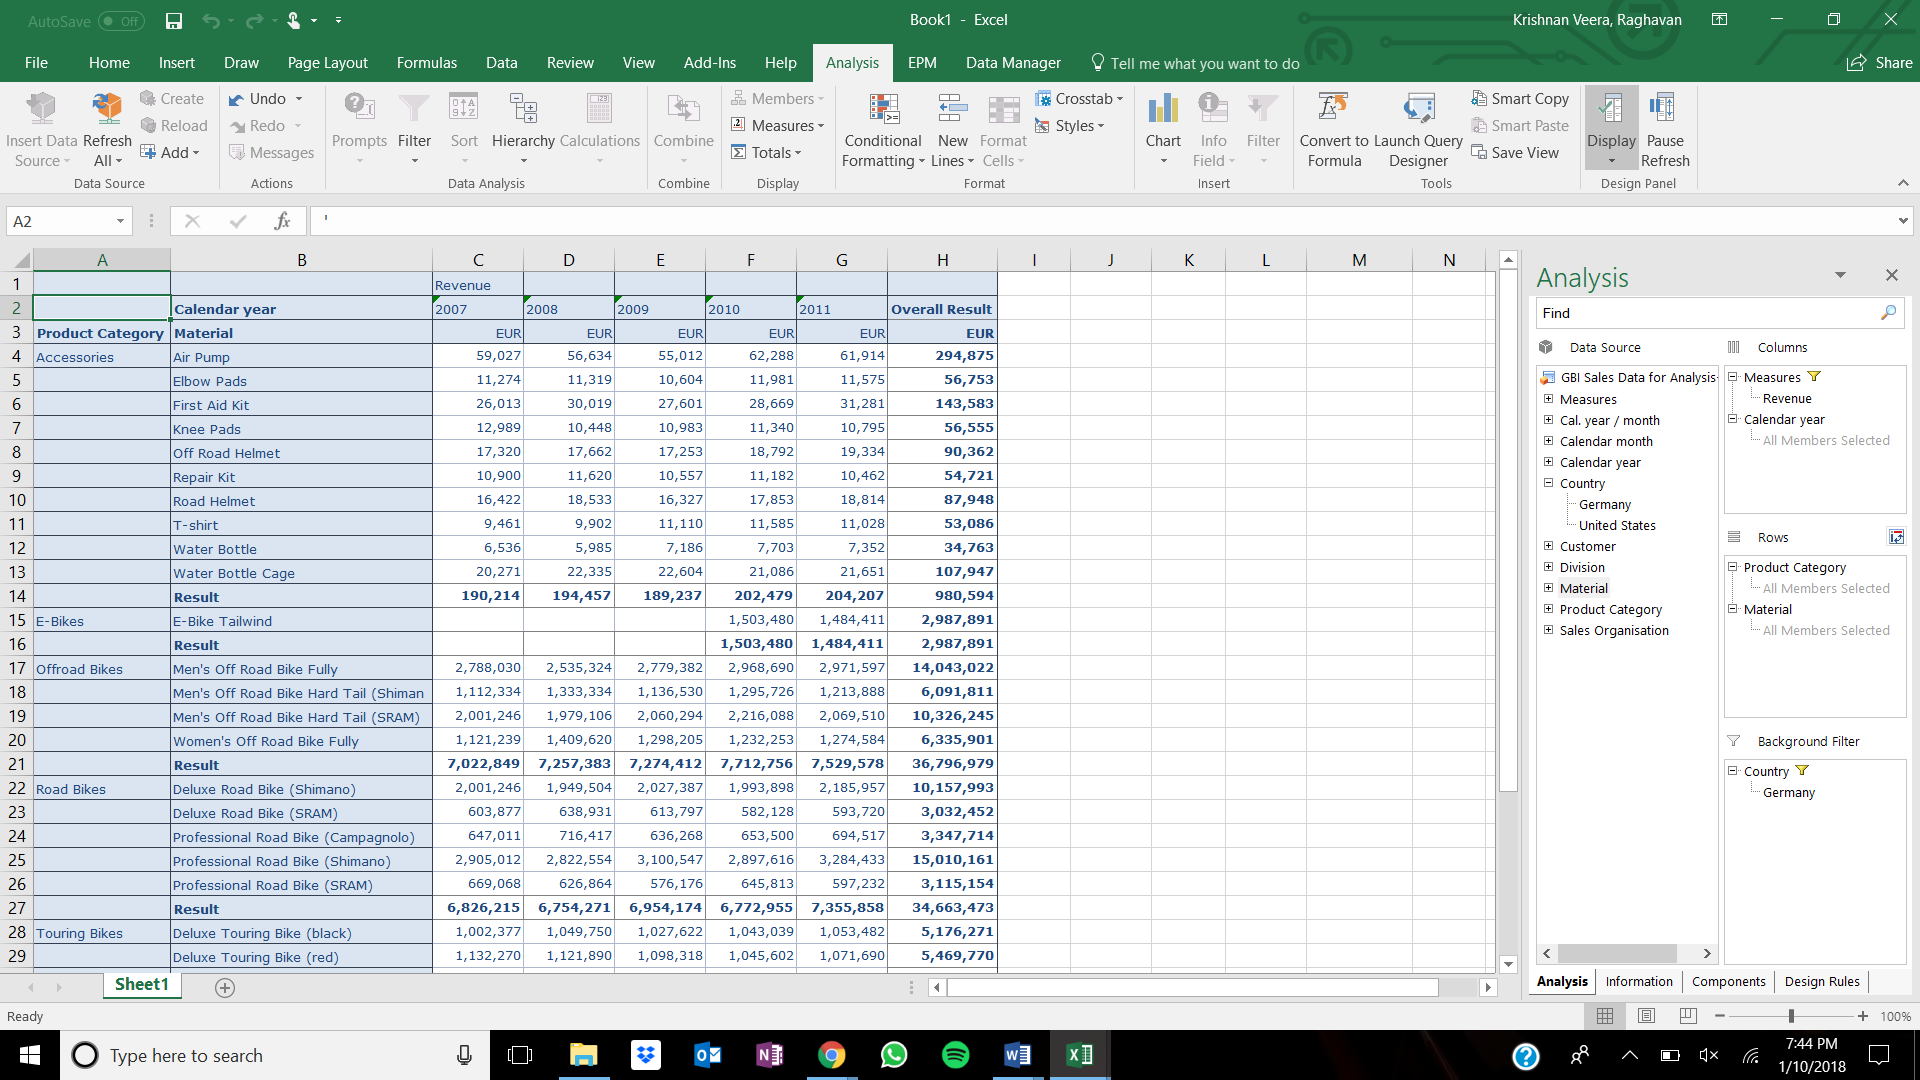 AutoSave Off
Book1 - Excel
Krishnan Veera, Raghavan
File Home Insert Draw Page Layout Formulas Data Review View Add-Ins Help Analysis EPM Data Manager Tell me what you want to do Share
Insert Data Source
Refresh All
Create
Reload
Add
Data Source
Undo
Redo
Messages
Actions
Prompts
Filter
Sort
Hierarchy
Calculations
Data Analysis
Combine
Combine
Members
Measures
Totals
Display
Conditional Formatting
New Lines
Format Cells
Crosstab
Styles
Format
Chart
Info Field
Filter
Insert
Convert to Formula
Launch Query Designer
Smart Copy
Smart Paste
Save View
Tools
Display
Pause Refresh
Design Panel
A2 fx '
A B C D E F G H I J K L M N
1 Revenue
2 Calendar year 2007 2008 2009 2010 2011 Overall Result
3 Product Category Material EUR EUR EUR EUR EUR EUR
4 Accessories Air Pump 59,027 56,634 55,012 62,288 61,914 294,875
5 Elbow Pads 11,274 11,319 10,604 11,981 11,575 56,753
6 First Aid Kit 26,013 30,019 27,601 28,669 31,281 143,583
7 Knee Pads 12,989 10,448 10,983 11,340 10,795 56,555
8 Off Road Helmet 17,320 17,662 17,253 18,792 19,334 90,362
9 Repair Kit 10,900 11,620 10,557 11,182 10,462 54,721
10 Road Helmet 16,422 18,533 16,327 17,853 18,814 87,948
11 T-shirt 9,461 9,902 11,110 11,585 11,028 53,086
12 Water Bottle 6,536 5,985 7,186 7,703 7,352 34,763
13 Water Bottle Cage 20,271 22,335 22,604 21,086 21,651 107,947
14 Result 190,214 194,457 189,237 202,479 204,207 980,594
15 E-Bikes E-Bike Tailwind 1,503,480 1,484,411 2,987,891
16 Result 1,503,480 1,484,411 2,987,891
17 Offroad Bikes Men's Off Road Bike Fully 2,788,030 2,535,324 2,779,382 2,968,690 2,971,597 14,043,022
18 Men's Off Road Bike Hard Tail (Shiman 1,112,334 1,333,334 1,136,530 1,295,726 1,213,888 6,091,811
19 Men's Off Road Bike Hard Tail (SRAM) 2,001,246 1,979,106 2,060,294 2,216,088 2,069,510 10,326,245
20 Women's Off Road Bike Fully 1,121,239 1,409,620 1,298,205 1,232,253 1,274,584 6,335,901
21 Result 7,022,849 7,257,383 7,274,412 7,712,756 7,529,578 36,796,979
22 Road Bikes Deluxe Road Bike (Shimano) 2,001,246 1,949,504 2,027,387 1,993,898 2,185,957 10,157,993
23 Deluxe Road Bike (SRAM) 603,877 638,931 613,797 582,128 593,720 3,032,452
24 Professional Road Bike (Campagnolo) 647,011 716,417 636,268 653,500 694,517 3,347,714
25 Professional Road Bike (Shimano) 2,905,012 2,822,554 3,100,547 2,897,616 3,284,433 15,010,161
26 Professional Road Bike (SRAM) 669,068 626,864 576,176 645,813 597,232 3,115,154
27 Result 6,826,215 6,754,271 6,954,174 6,772,955 7,355,858 34,663,473
28 Touring Bikes Deluxe Touring Bike (black) 1,002,377 1,049,750 1,027,622 1,043,039 1,053,482 5,176,271
29 Deluxe Touring Bike (red) 1,132,270 1,121,890 1,098,318 1,045,602 1,071,690 5,469,770
Analysis
Find
Data Source
GBI Sales Data for Analysis
Measures
Cal. year / month
Calendar month
Calendar year
Country
Germany
United States
Customer
Division
Material
Product Category
Sales Organisation
Columns
Measures
Revenue
Calendar year
All Members Selected
Rows
Product Category
All Members Selected
Material
All Members Selected
Background Filter
Country
Germany
Analysis Information Components Design Rules
Sheet1
Ready
100%
Type here to search
7:44 PM
1/10/2018